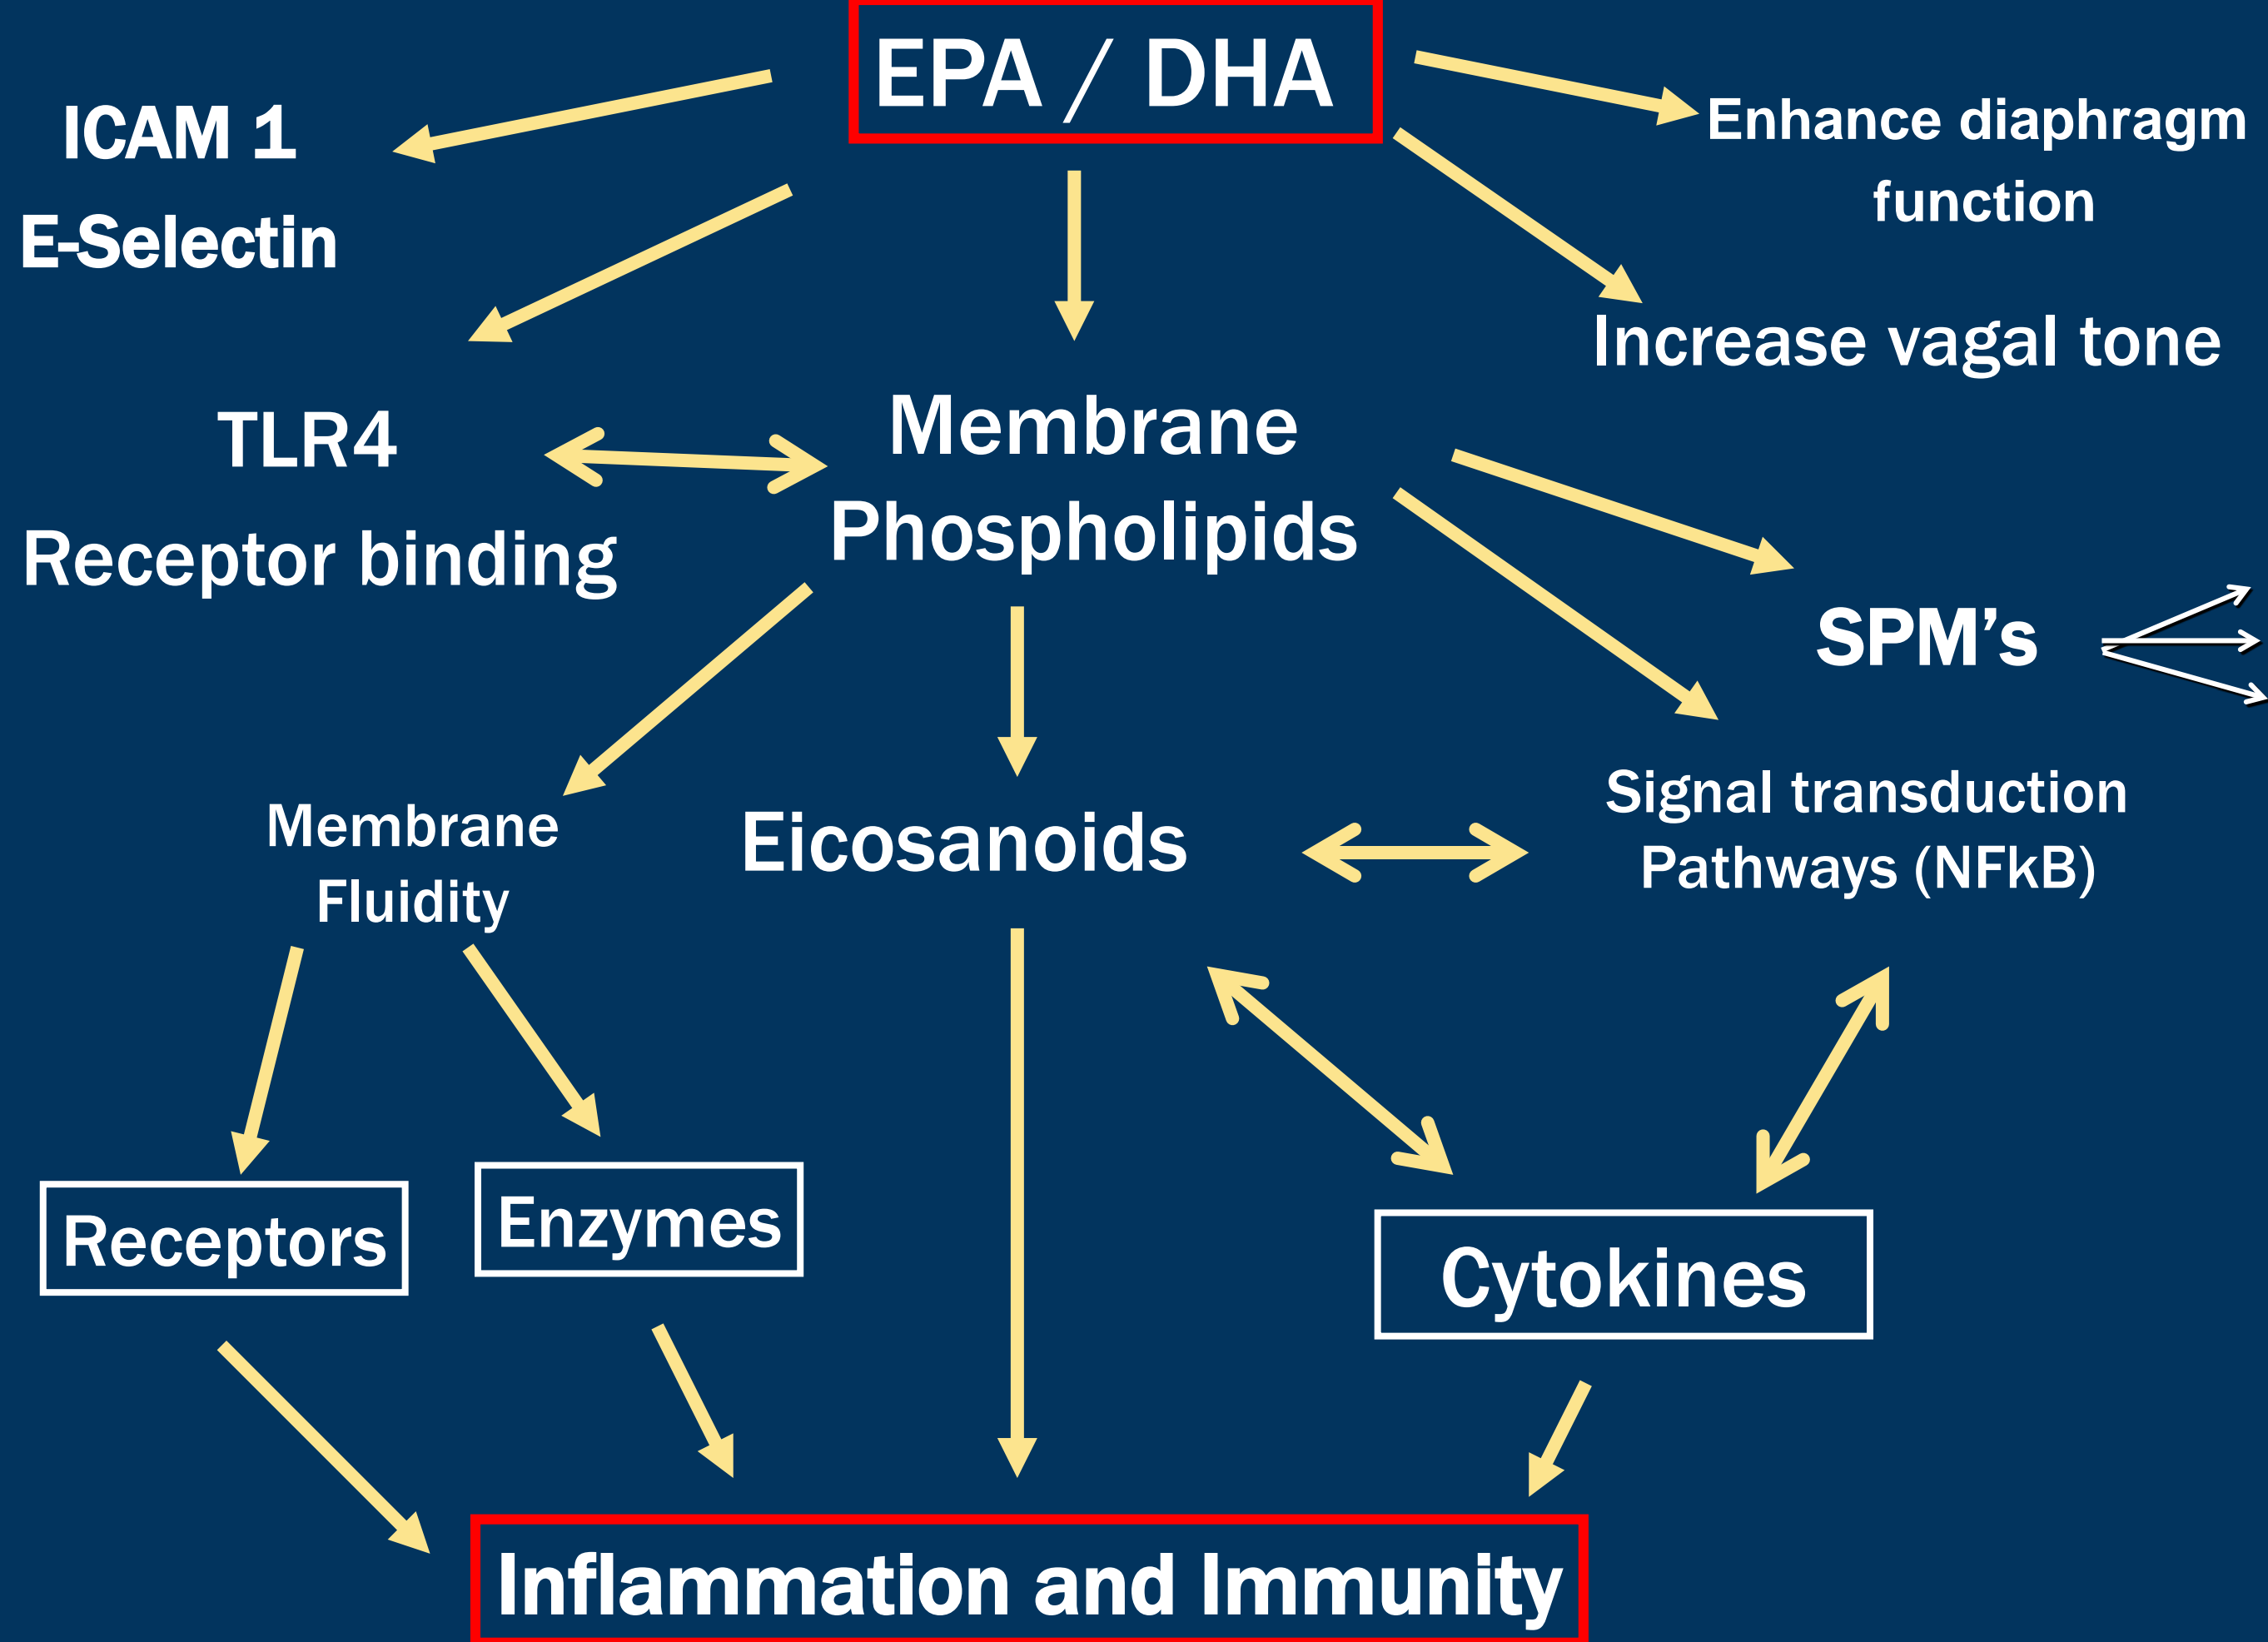 EPA / DHA
ICAM 1
E-Selectin
Enhance diaphragm
function
Increase vagal tone
TLR4
Receptor binding
Membrane
Phospholipids
SPM's
Membrane
Fluidity
Eicosanoids
Signal transduction
Pathways (NFkB)
Receptors
Enzymes
Cytokines
Inflammation and Immunity